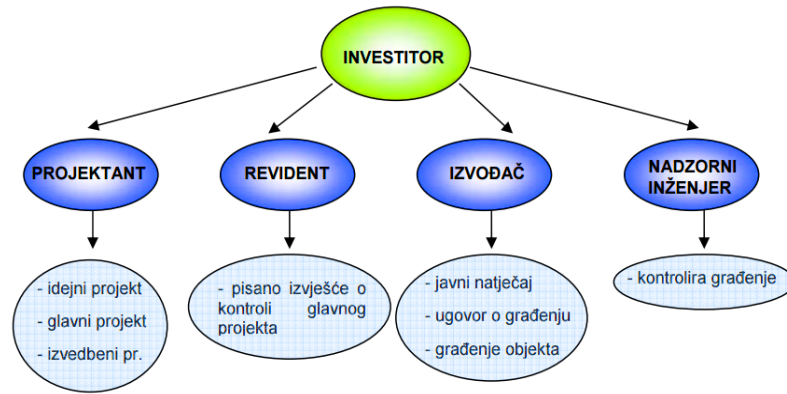 INVESTITOR
PROJEKTANT
REVIDENT
IZVOĐAČ
NADZORNI
INŽENJER
- idejni projekt
- glavni projekt
- izvedbeni pr.
- pisano izvješće o
kontroli glavnog
projekta
- javni natječaj
- ugovor o građenju
- građenje objekta
- kontrolira građenje